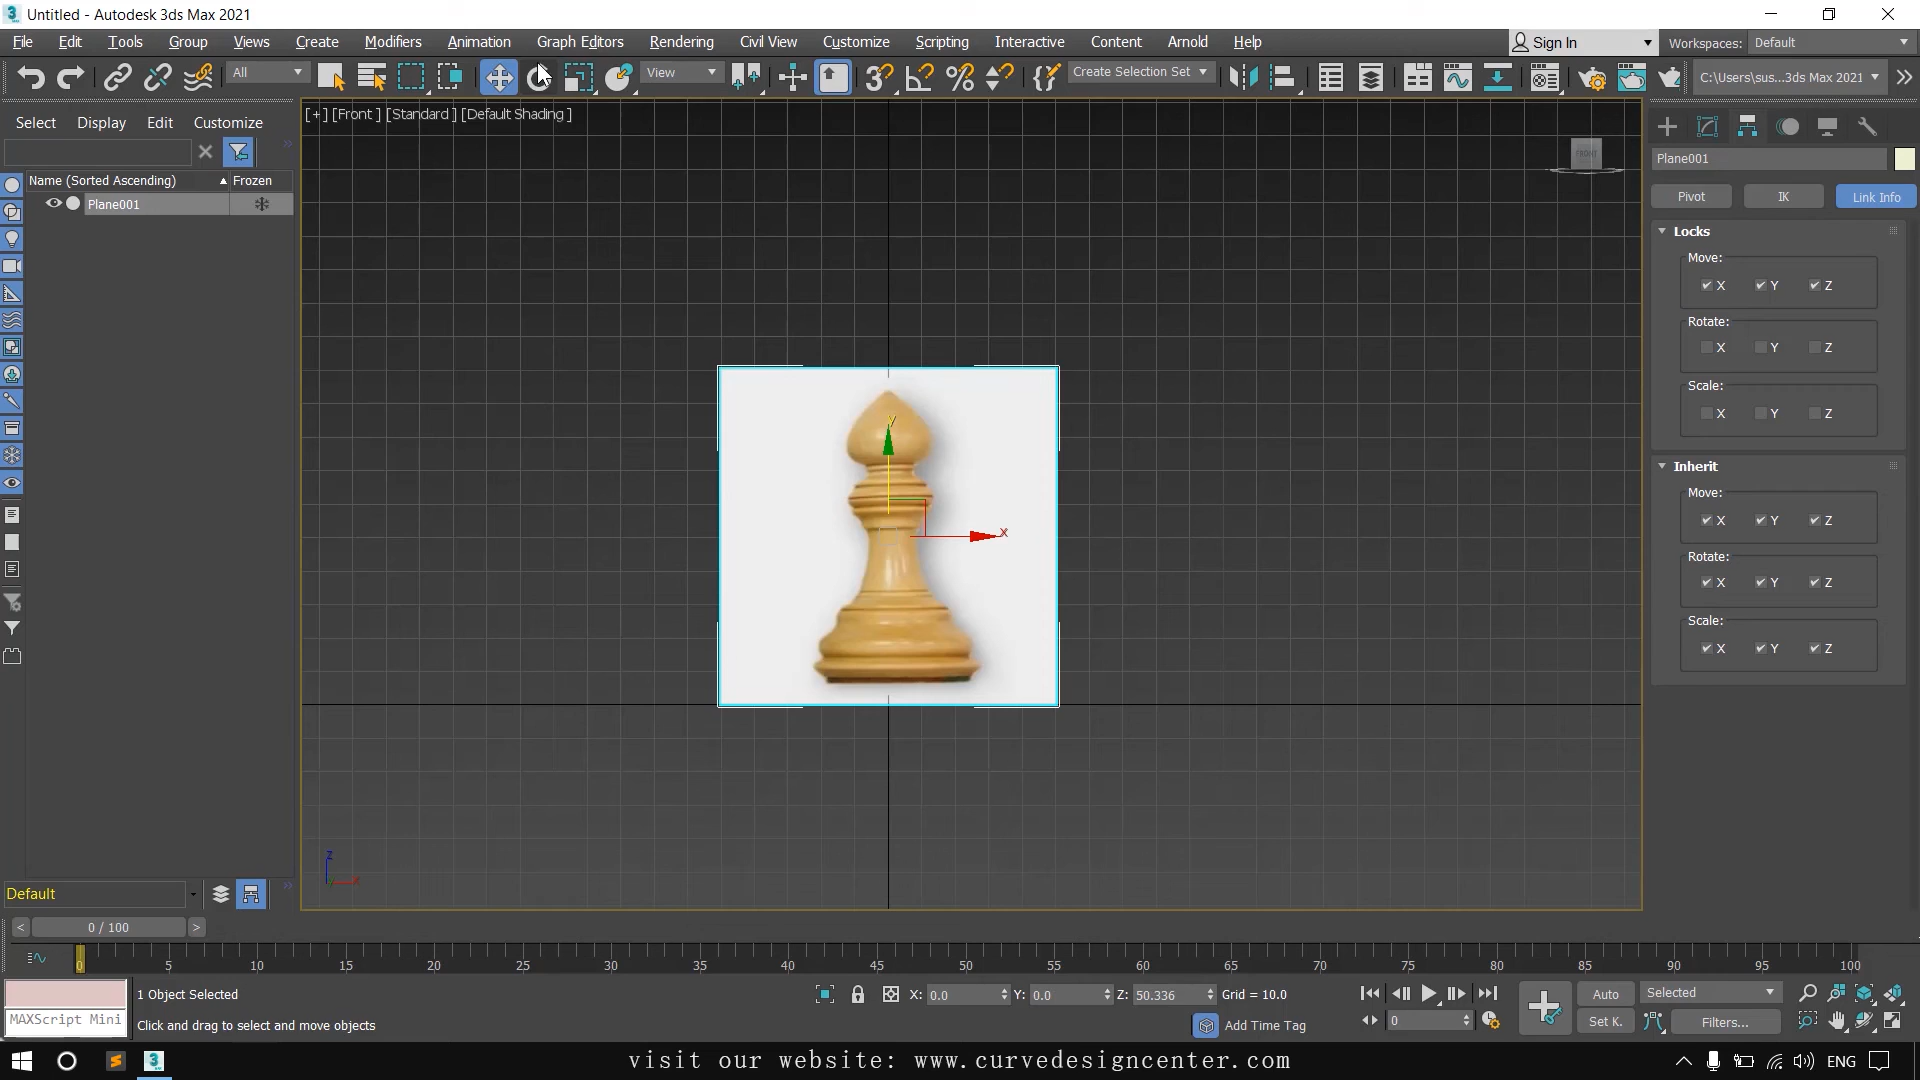 Untitled - Autodesk 3ds Max 2021
File Edit Tools Group Views Create Modifiers Animation Graph Editors Rendering Civil View Customize Scripting Interactive Content Arnold Help
Sign In
Workspaces: Default
All
View
Create Selection Set
C:\Users\sus...3ds Max 2021
Select Display Edit Customize
[ + ] [Front ] [Standard ] [Default Shading ]
FRONT
Name (Sorted Ascending) Frozen
Plane001
Plane001
Pivot IK Link Info
Locks
Move:
X Y Z
Rotate:
X Y Z
Scale:
X Y Z
Inherit
Move:
X Y Z
Rotate:
X Y Z
Scale:
X Y Z
Y
X
Z
X
Default
< 0 / 100 >
0 5 10 15 20 25 30 35 40 45 50 55 60 65 70 75 80 85 90 95 100
1 Object Selected
X: 0.0 Y: 0.0 Z: 50.336 Grid = 10.0
Auto Selected
MAXScript Mini
Click and drag to select and move objects
Add Time Tag
0
Set K. Filters...
visit our website: www.curvedesigncenter.com
ENG